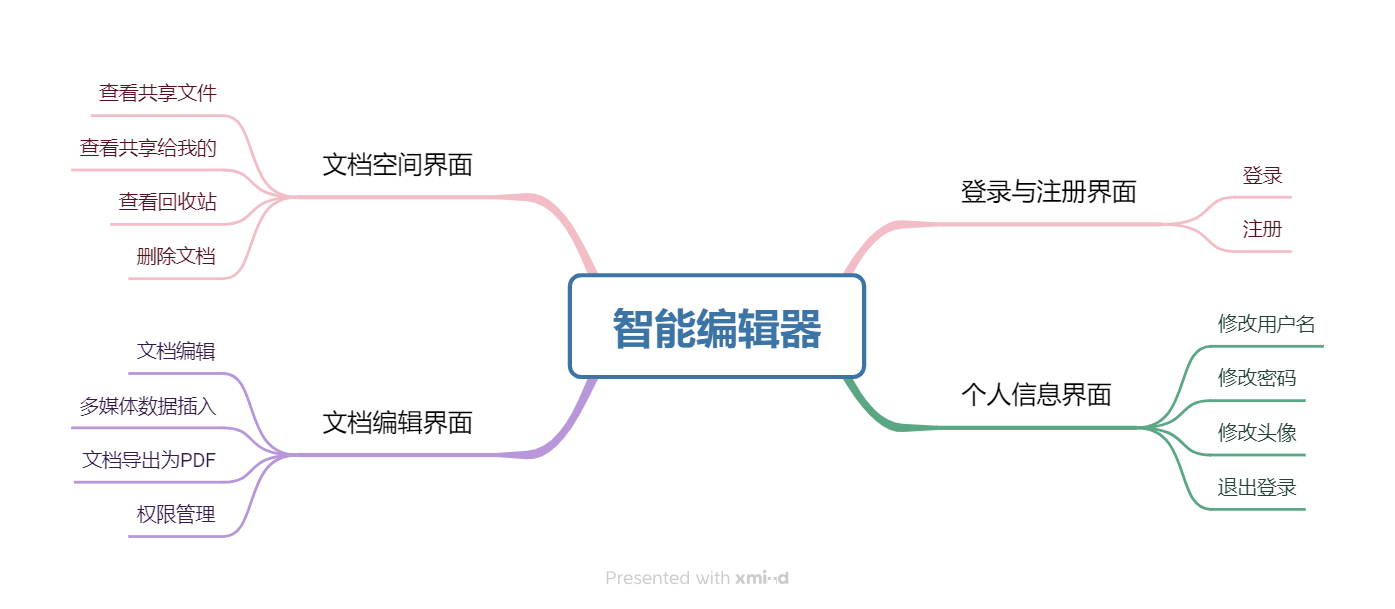 智能编辑器
登录与注册界面
登录
注册
个人信息界面
修改用户名
修改密码
修改头像
退出登录
文档空间界面
查看共享文件
查看共享给我的
查看回收站
删除文档
文档编辑界面
文档编辑
多媒体数据插入
文档导出为PDF
权限管理
Presented with xmind